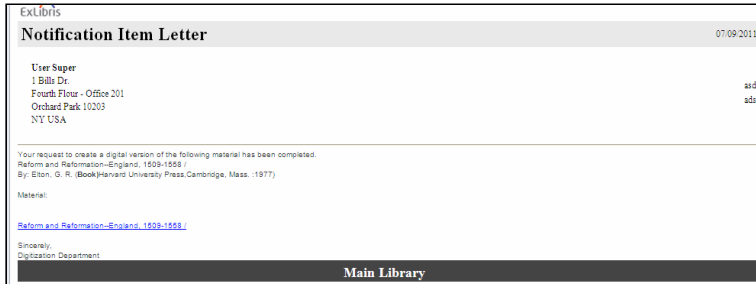 ExLibris
Notification Item Letter
07/09/2011
User Super
1 Bills Dr.
Fourth Flour - Office 201
Orchard Park 10203
NY USA
asd
ads
Your request to create a digital version of the following material has been completed.
Reform and Reformation--England, 1509-1558 /
By: Elton, G. R. (Book)Harvard University Press,Cambridge, Mass. :1977)
Material:
Reform and Reformation--England, 1509-1558 /
Sincerely,
Digitization Department
Main Library